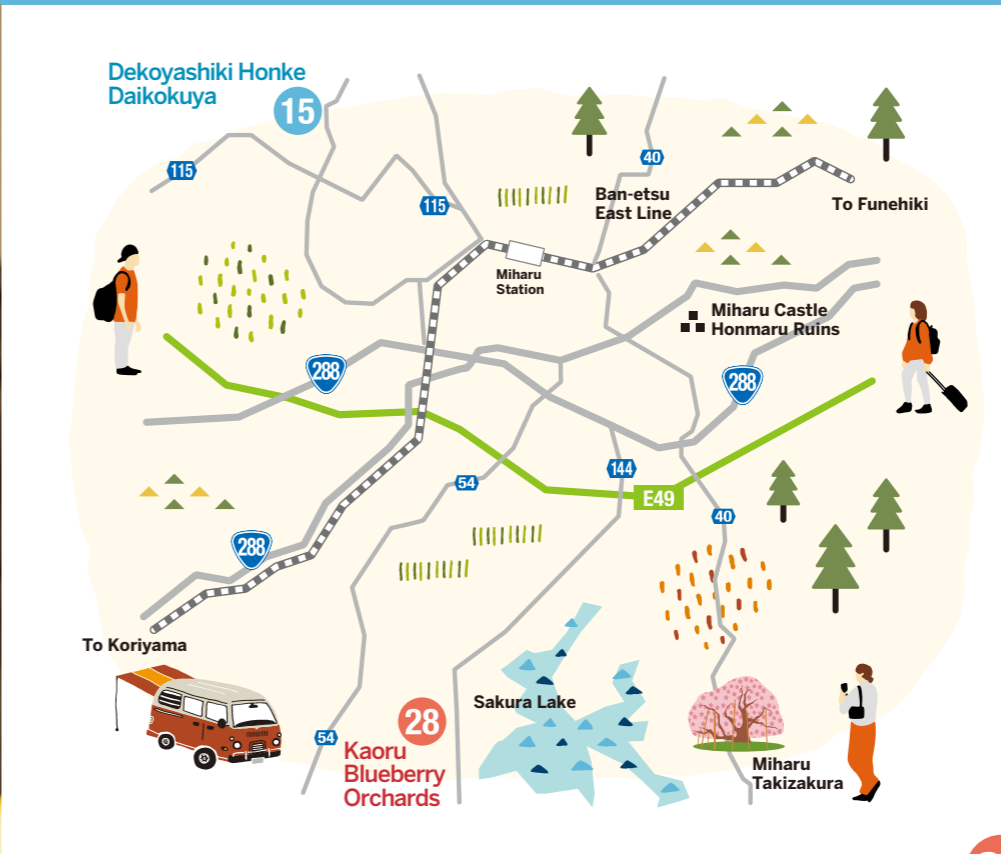 Dekoyashiki Honke
Daikokuya
15
115
115
40
Ban-etsu
East Line
To Funehiki
Miharu
Station
Miharu Castle
Honmaru Ruins
288
288
54
144
E49
40
288
To Koriyama
Sakura Lake
28
54
Kaoru
Blueberry
Orchards
Miharu
Takizakura